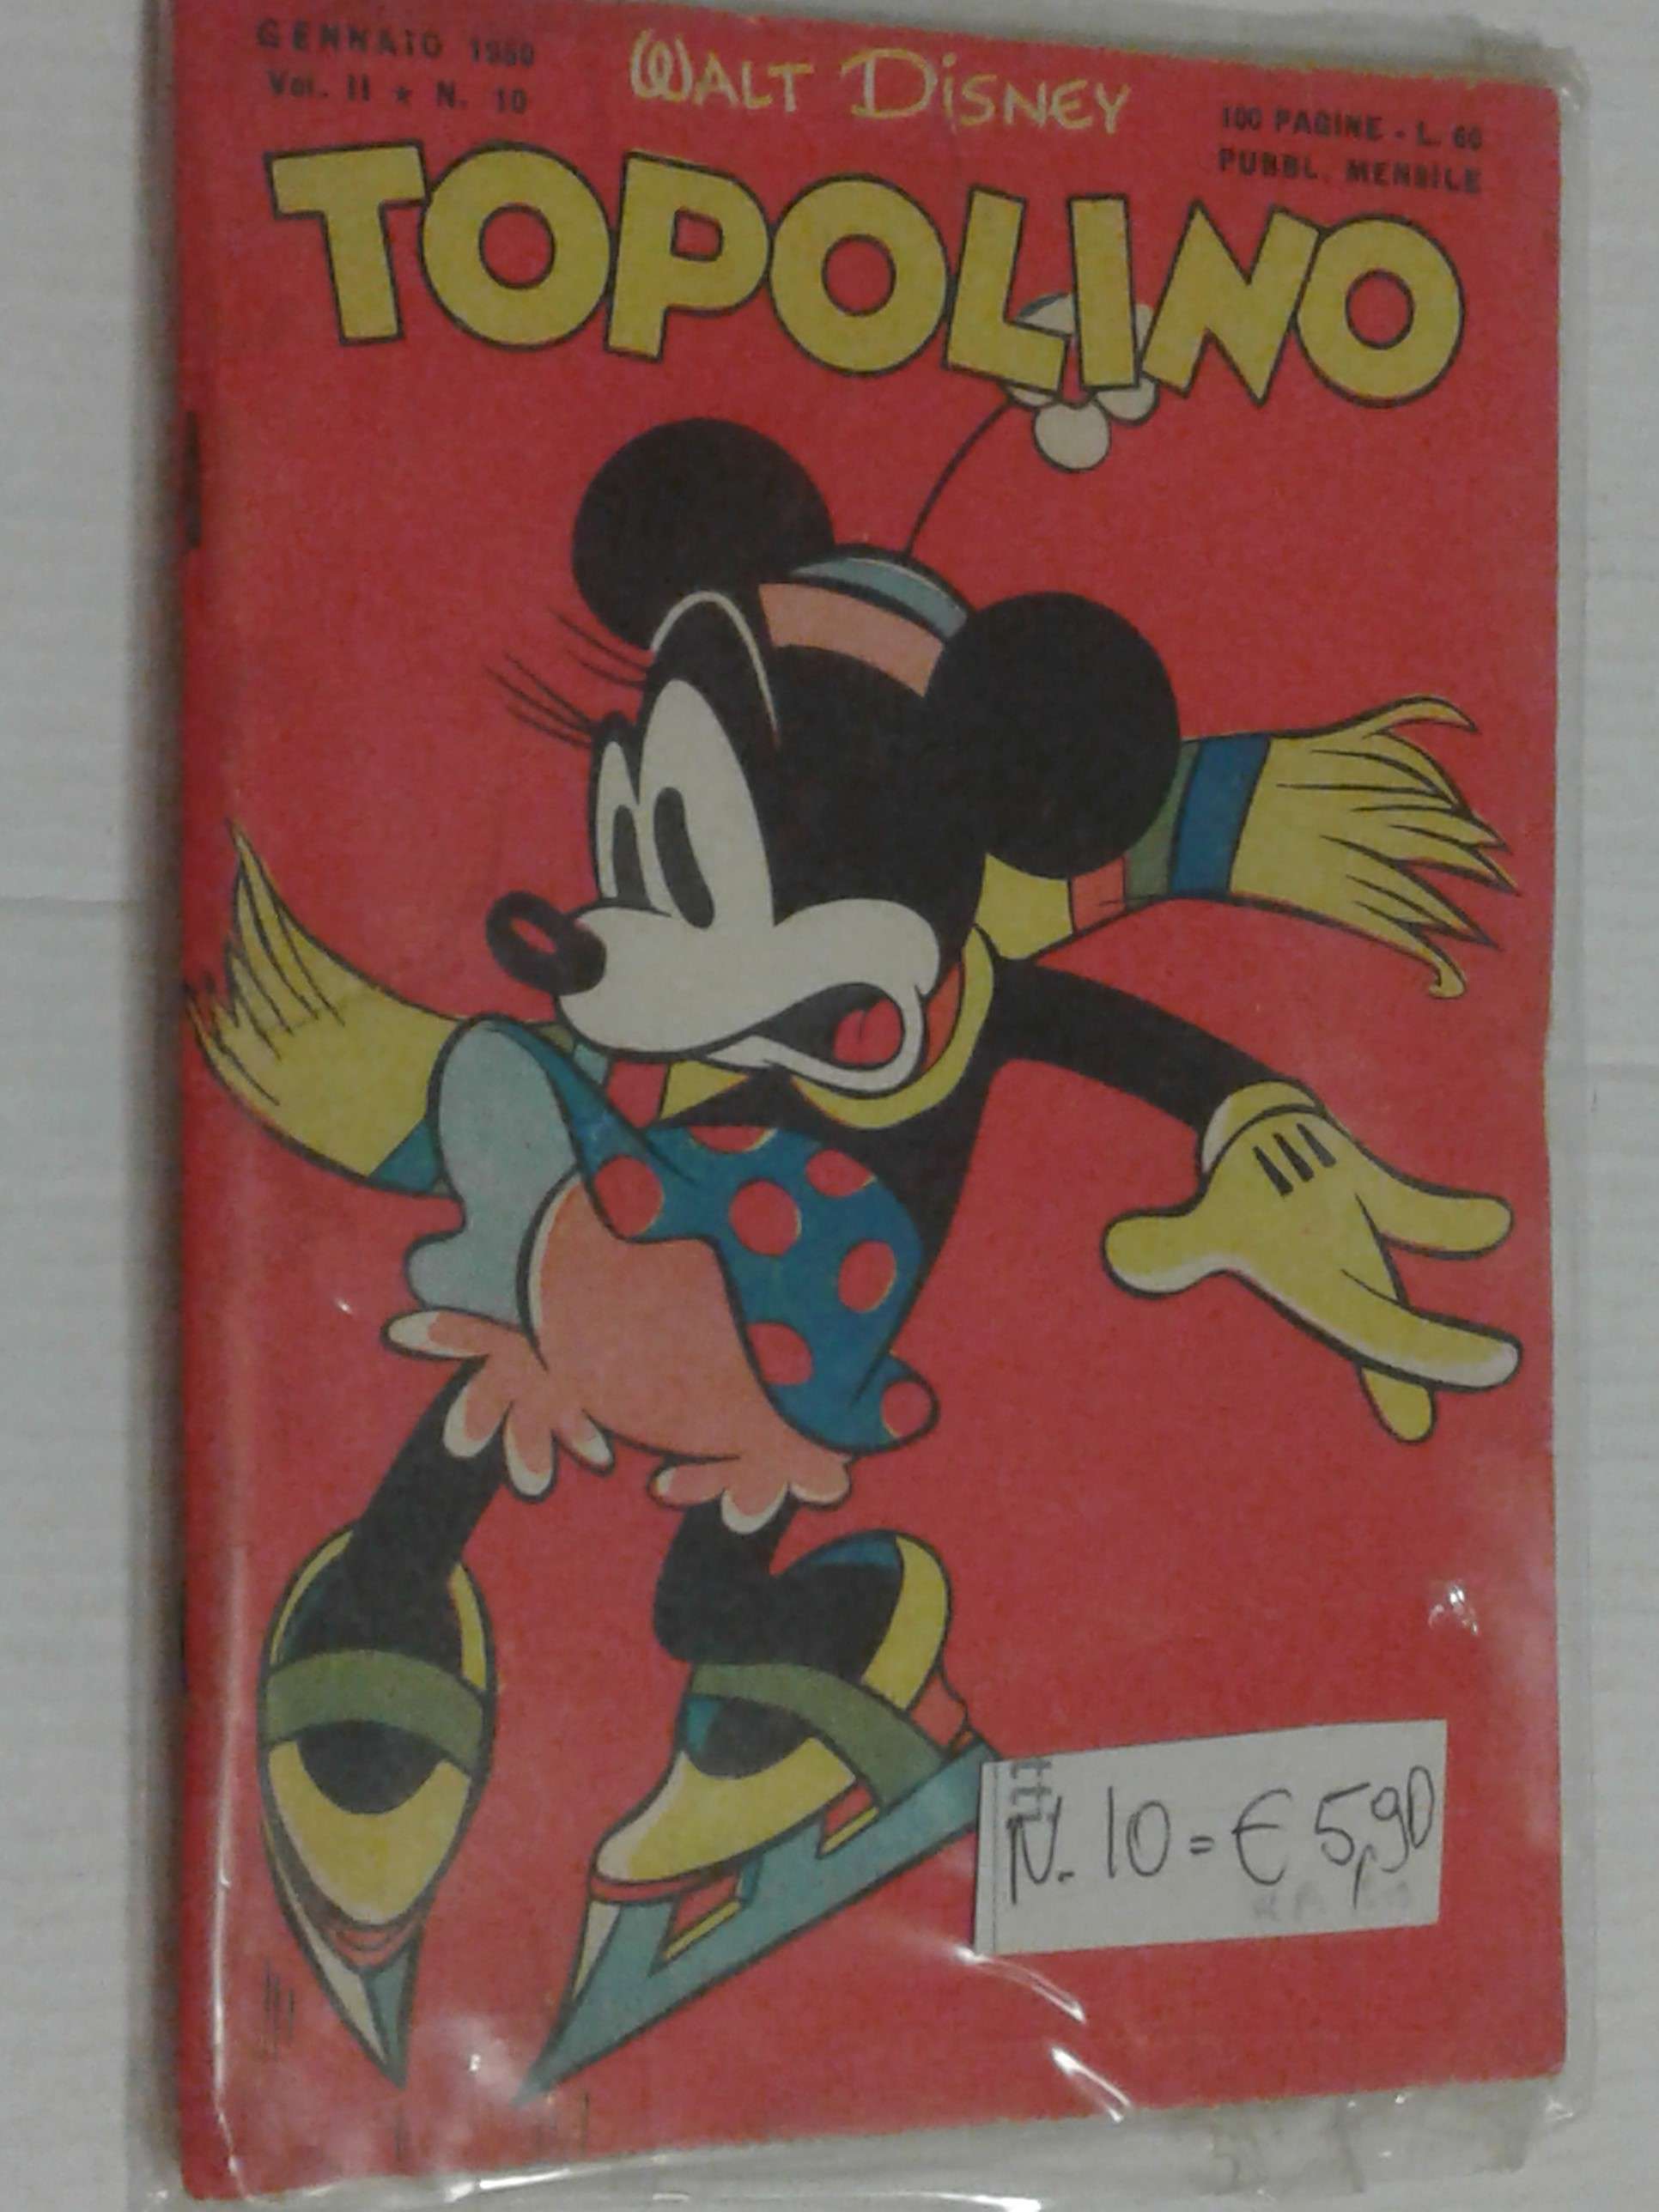 GENNAIO 1950
Vol. II ★ N. 10
WALT DISNEY
100 PAGINE - L. 60
PUBBL. MENSILE
TOPOLINO
N. 10 = € 5,90